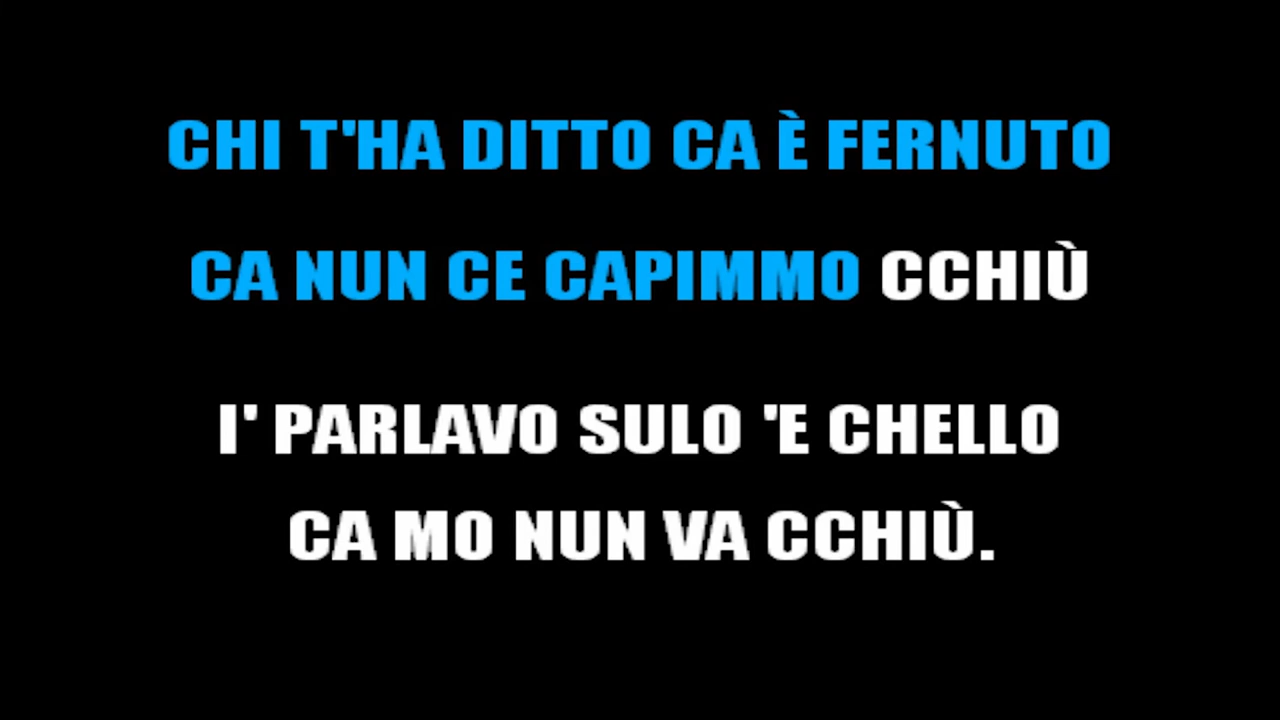 CHI T'HA DITTO CA È FERNUTO
CA NUN CE CAPIMMO CCHIÙ
I' PARLAVO SULO 'E CHELLO
CA MO NUN VA CCHIÙ.